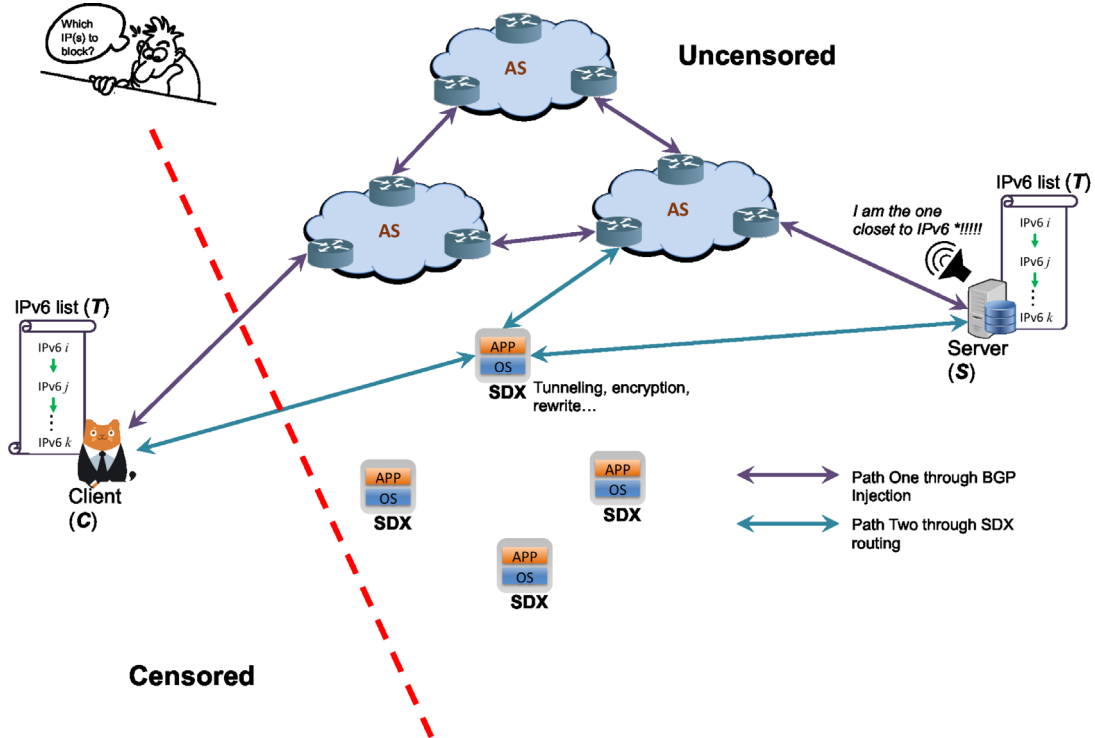 Which
IP(s) to
block?
AS
Uncensored
AS
AS
IPv6 list (T)
IPv6 i
IPv6 j
IPv6 k
I am the one
closet to IPv6 *!!!!!
Server
(S)
IPv6 list (T)
IPv6 i
IPv6 j
IPv6 k
Client
(C)
APP
OS
SDX
Tunneling, encryption,
rewrite…
APP
OS
SDX
APP
OS
SDX
APP
OS
SDX
Path One through BGP
Injection
Path Two through SDX
routing
Censored